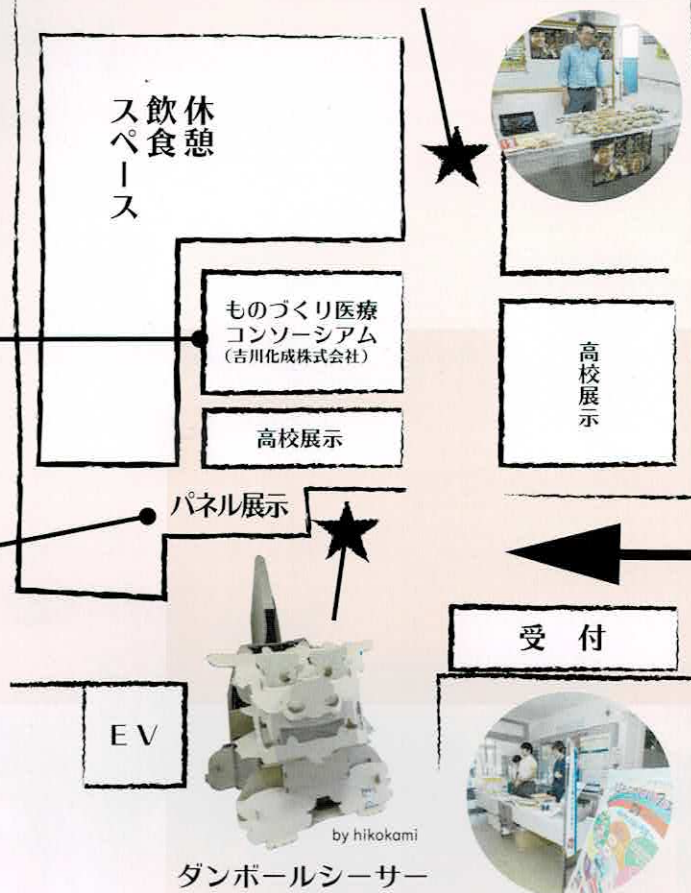 休憩
飲食
スペース
ものづくり医療
コンソーシアム
(吉川化成株式会社)
高校展示
高校展示
パネル展示
受 付
EV
by hikokami
ダンボールシーサー